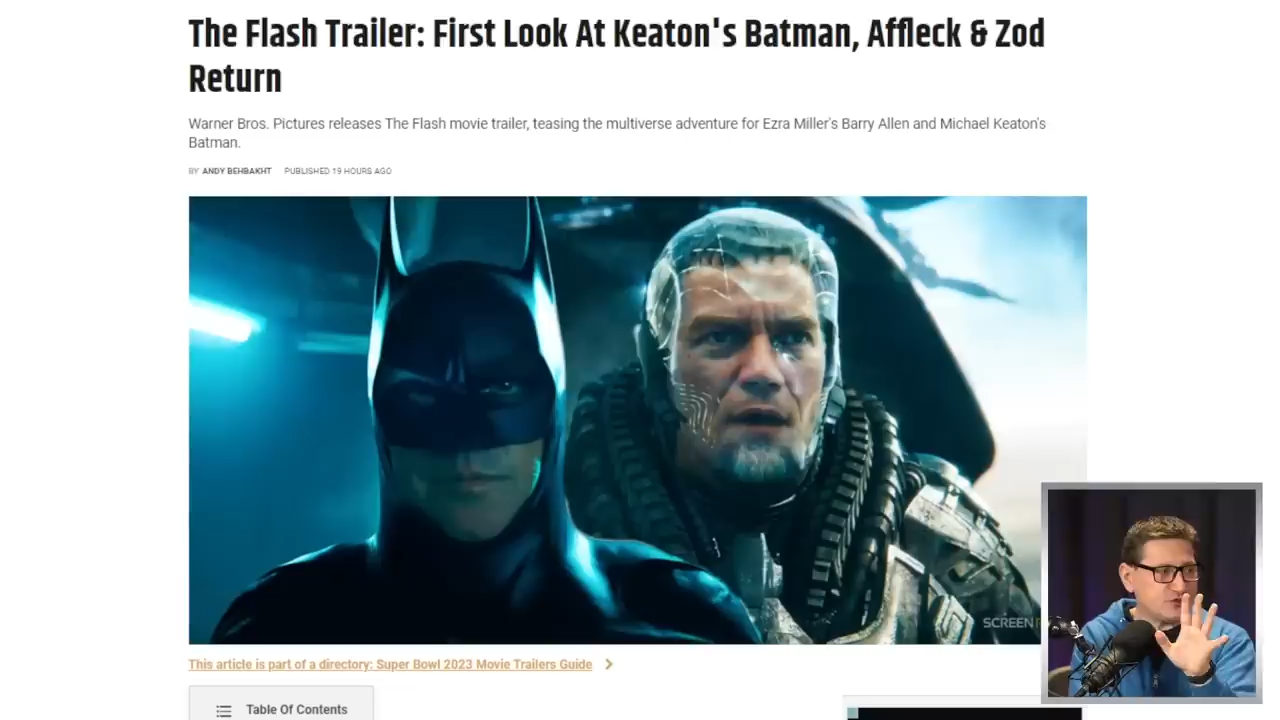 The Flash Trailer: First Look At Keaton's Batman, Affleck & Zod
Return
Warner Bros. Pictures releases The Flash movie trailer, teasing the multiverse adventure for Ezra Miller's Barry Allen and Michael Keaton's
Batman.
BY ANDY BEHBAKHT PUBLISHED 19 HOURS AGO
SCREEN
This article is part of a directory: Super Bowl 2023 Movie Trailers Guide
Table Of Contents